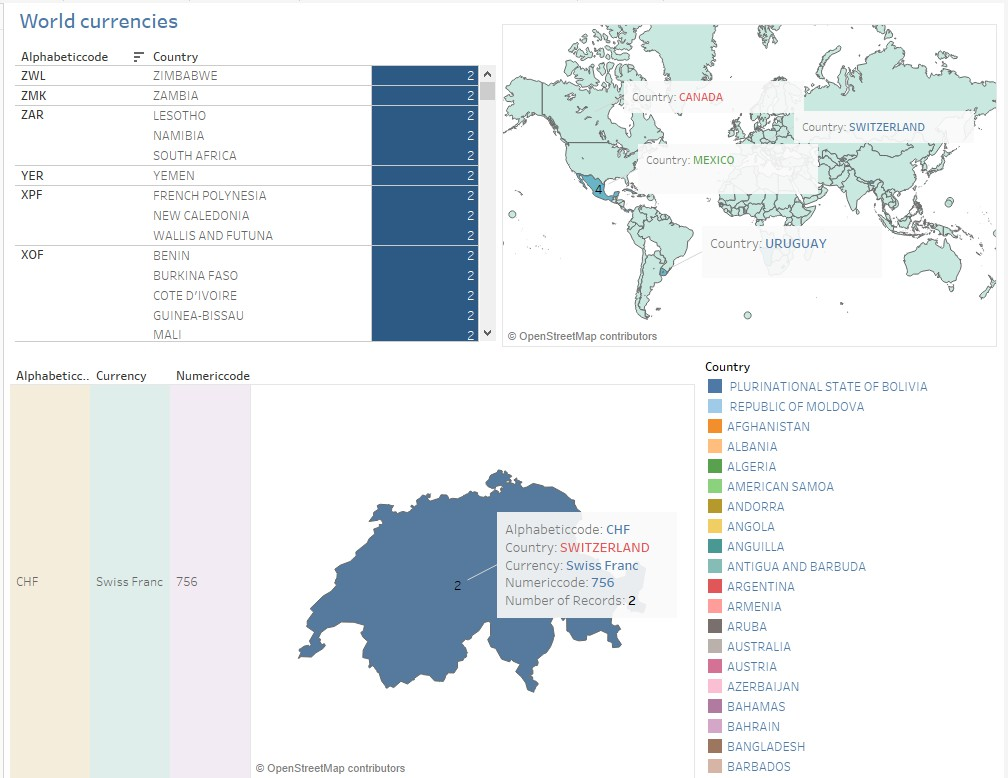 World currencies
Alphabeticcode Country
ZWL ZIMBABWE 2
ZMK ZAMBIA 2
ZAR LESOTHO 2
NAMIBIA 2
SOUTH AFRICA 2
YER YEMEN 2
XPF FRENCH POLYNESIA 2
NEW CALEDONIA 2
WALLIS AND FUTUNA 2
XOF BENIN 2
BURKINA FASO 2
COTE D'IVOIRE 2
GUINEA-BISSAU 2
MALI 2
Country: CANADA
Country: SWITZERLAND
Country: MEXICO
4
Country: URUGUAY
© OpenStreetMap contributors
Alphabeticc.. Currency Numericcode
CHF Swiss Franc 756
2
Alphabeticcode: CHF
Country: SWITZERLAND
Currency: Swiss Franc
Numericcode: 756
Number of Records: 2
© OpenStreetMap contributors
Country
PLURINATIONAL STATE OF BOLIVIA
REPUBLIC OF MOLDOVA
AFGHANISTAN
ALBANIA
ALGERIA
AMERICAN SAMOA
ANDORRA
ANGOLA
ANGUILLA
ANTIGUA AND BARBUDA
ARGENTINA
ARMENIA
ARUBA
AUSTRALIA
AUSTRIA
AZERBAIJAN
BAHAMAS
BAHRAIN
BANGLADESH
BARBADOS